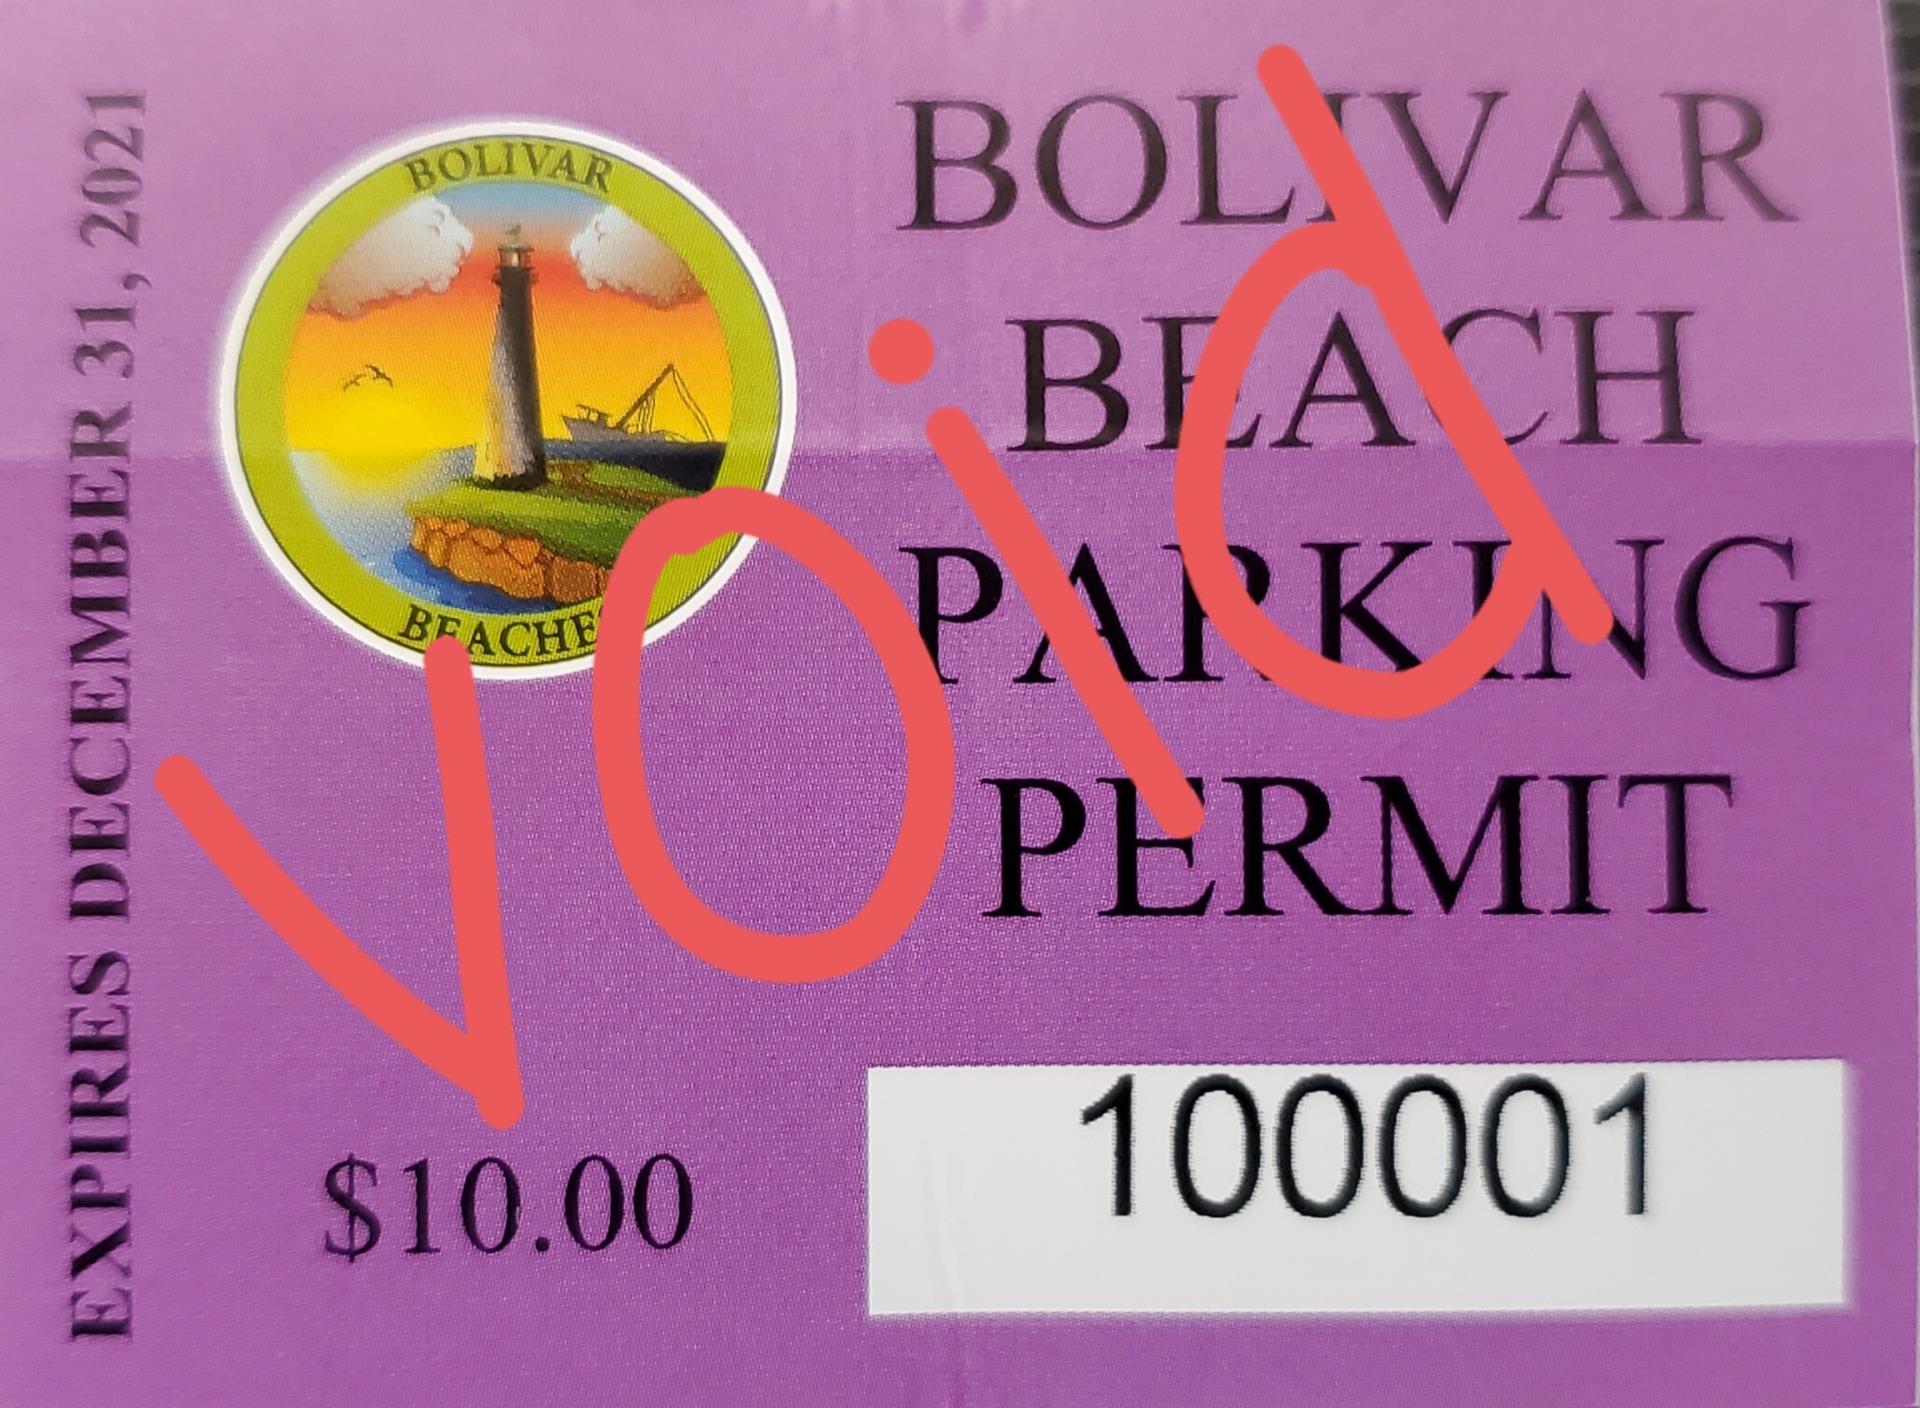 EXPIRES DECEMBER 31, 2021
BOLIVAR
BEACHES
BOLIVAR
BEACH
PARKING
PERMIT
void
$10.00
100001